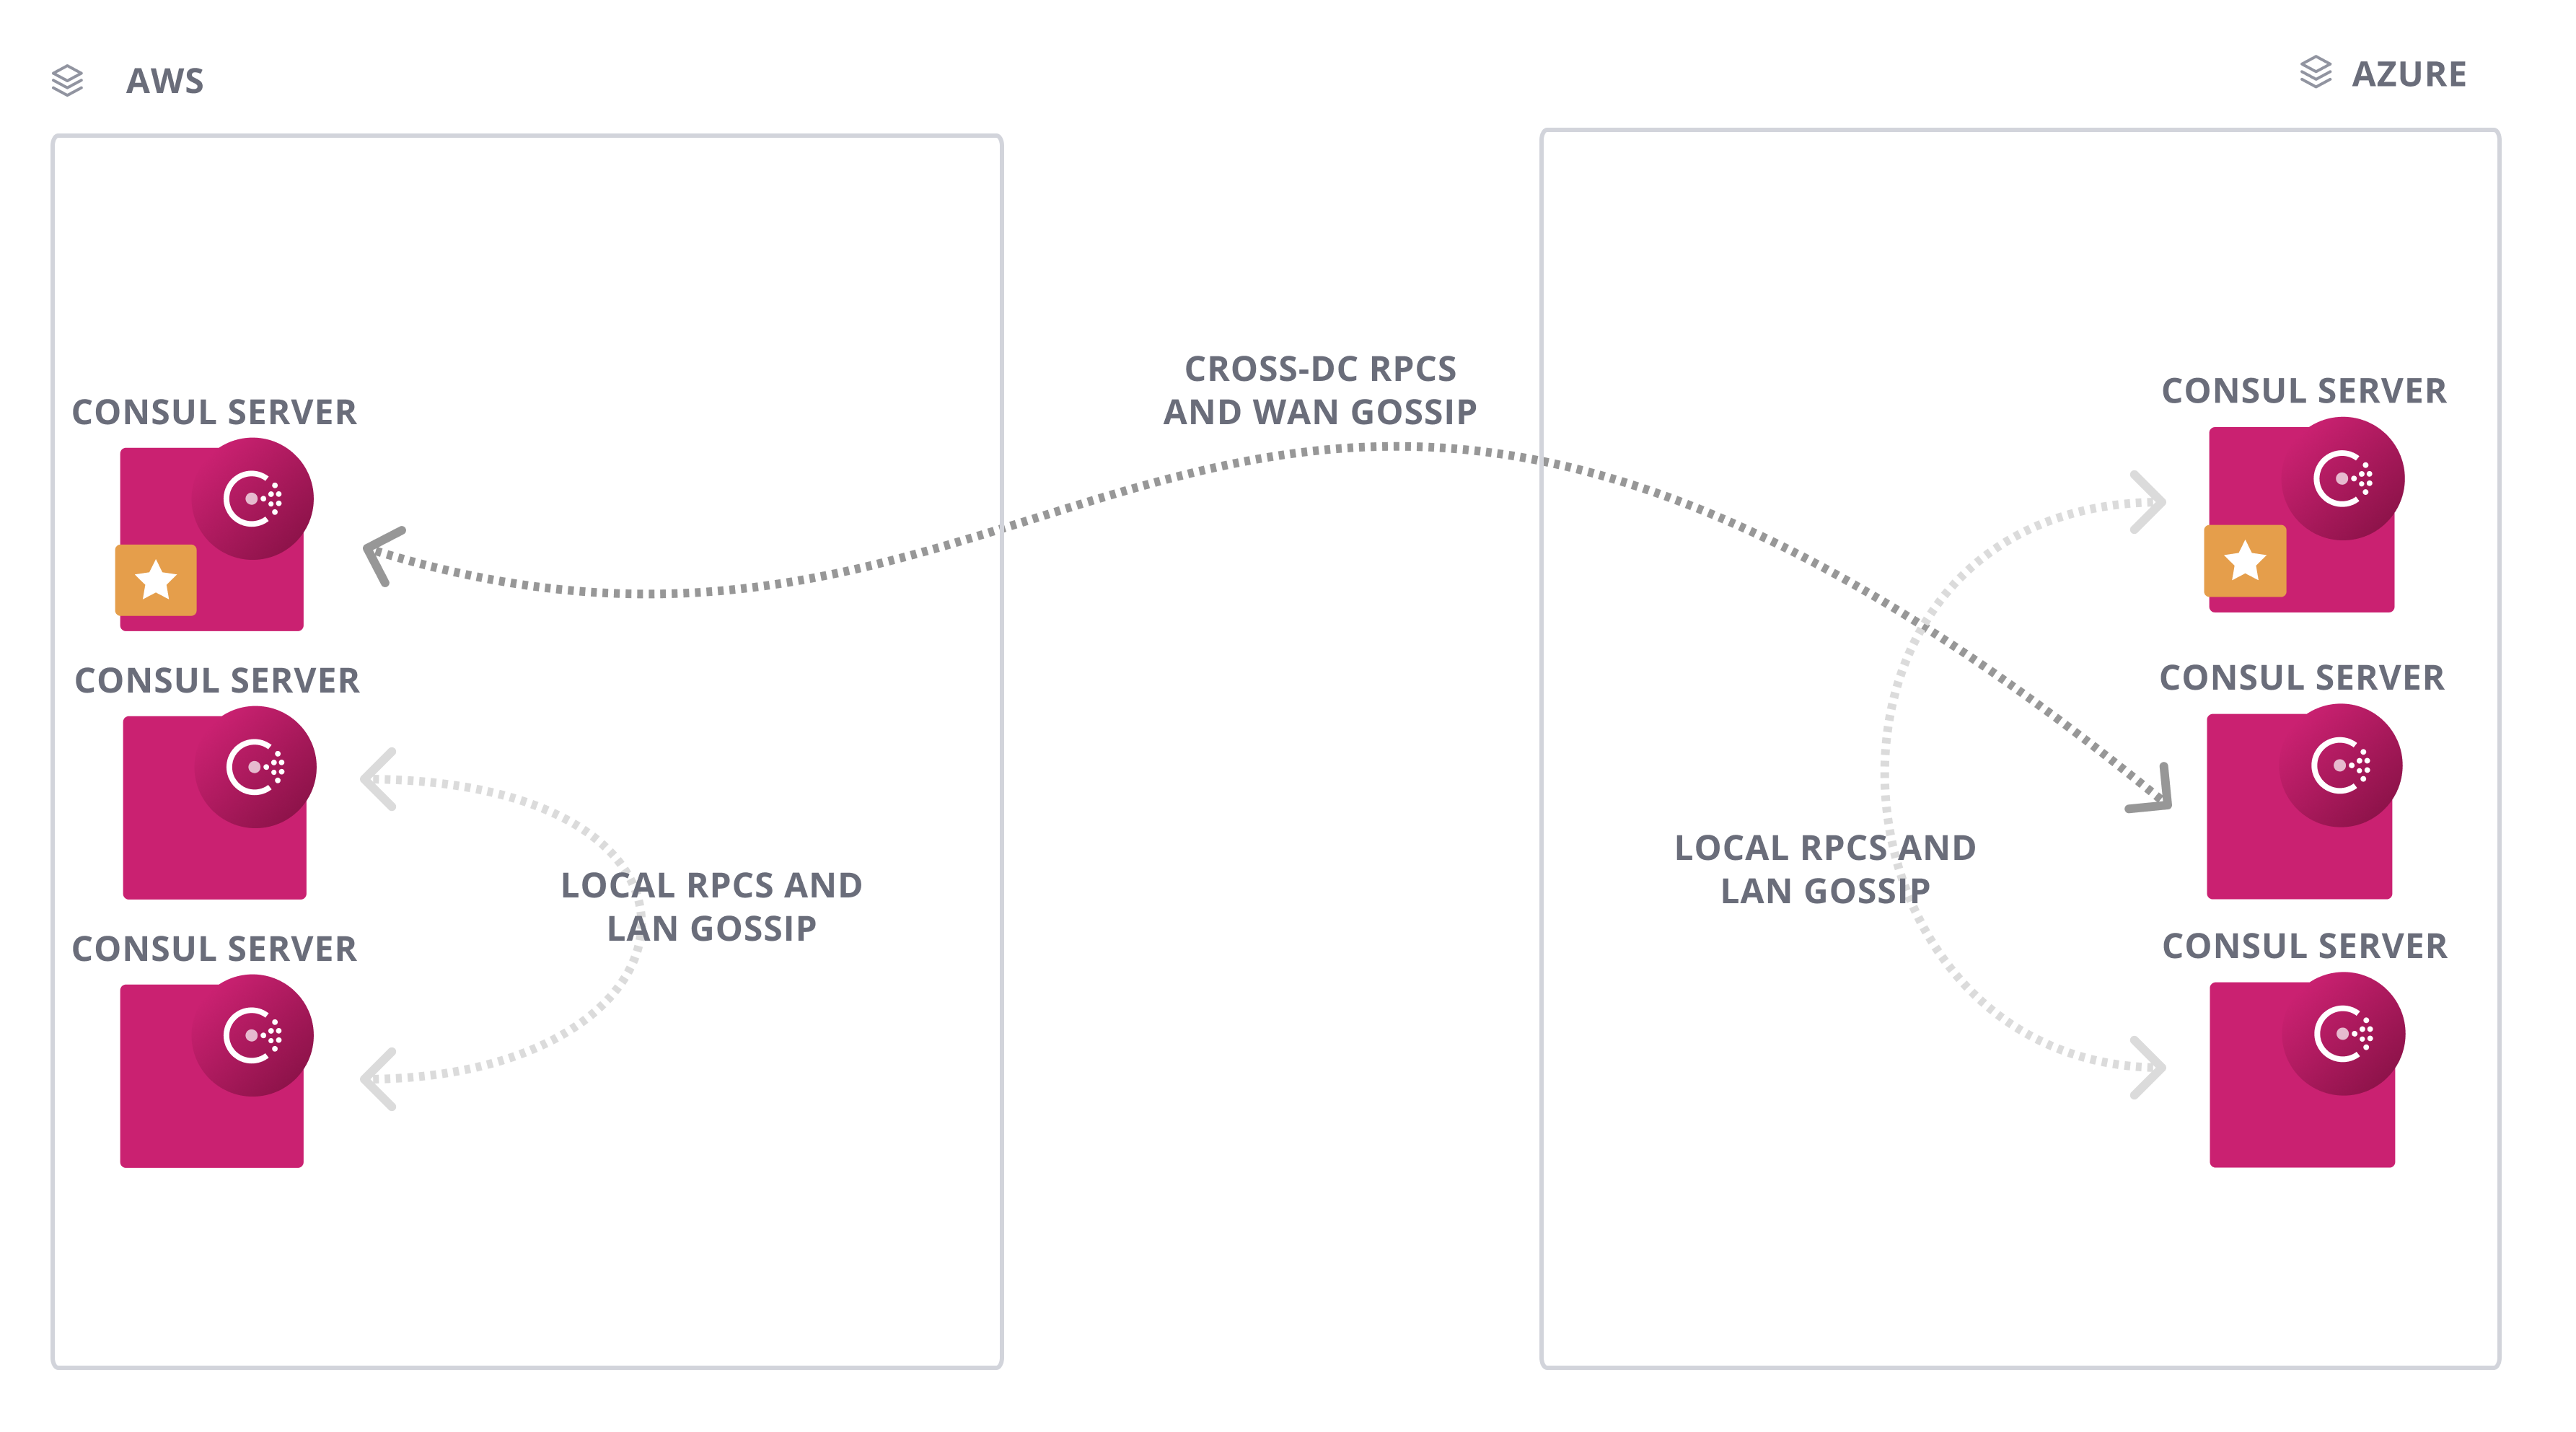 AWS
AZURE
CROSS-DC RPCS
AND WAN GOSSIP
CONSUL SERVER
CONSUL SERVER
CONSUL SERVER
LOCAL RPCS AND
LAN GOSSIP
CONSUL SERVER
CONSUL SERVER
LOCAL RPCS AND
LAN GOSSIP
CONSUL SERVER